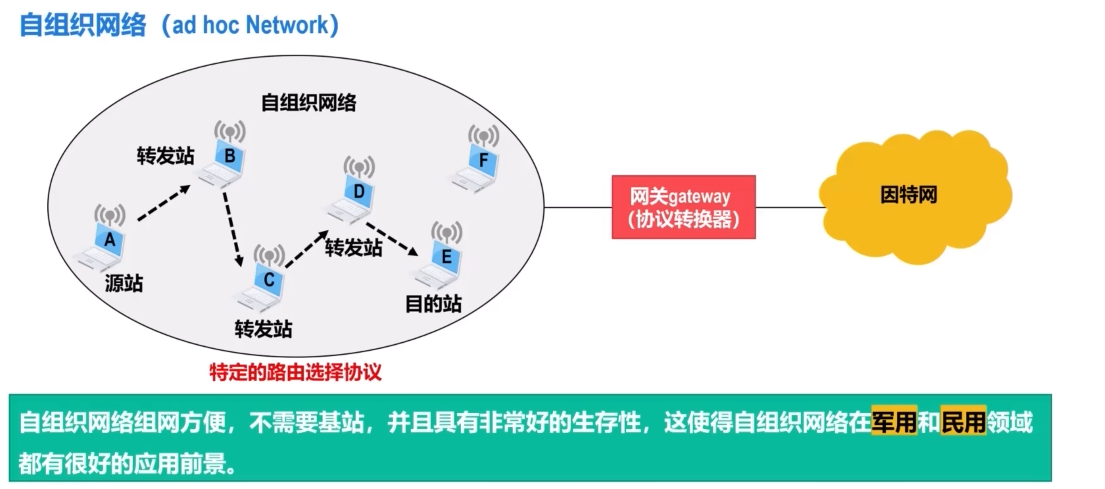 自组织网络（ad hoc Network）
自组织网络
转发站
B
F
D
A
源站
C
转发站
转发站
E
目的站
网关gateway
（协议转换器）
因特网
特定的路由选择协议
自组织网络组网方便，不需要基站，并且具有非常好的生存性，这使得自组织网络在军用和民用领域
都有很好的应用前景。